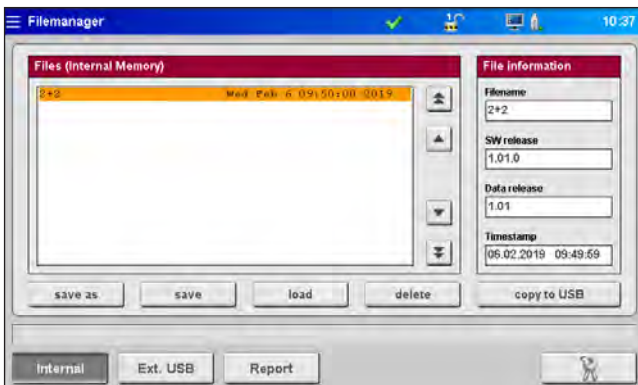 Filemanager
10:37
Files (Internal Memory)
2+2 Wed Feb 6 09:50:00 2019
File information
Filename
2+2
SW release
1.01.0
Data release
1.01
Timestamp
06.02.2019 09:49:59
save as save load delete copy to USB
Internal Ext. USB Report